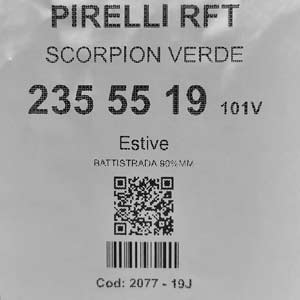 PIRELLI RFT
SCORPION VERDE
235 55 19 101V
Estive
BATTISTRADA 90% MM
Cod: 2077 - 19J